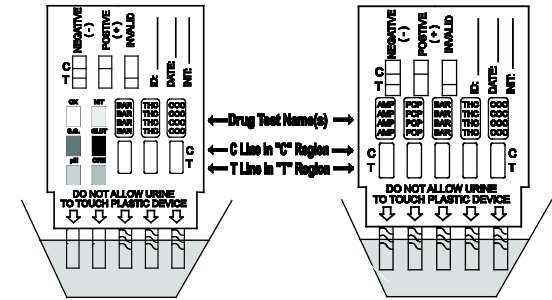 NEGATIVE (-)
POSTIVE (+)
INVALID
ID:
DATE:
INIT:
C
T
OX NIT
S.G. GLUT
pH CRE
BAR THC COC
BAR THC COC
BAR THC COC
BAR THC COC
C
T
DO NOT ALLOW URINE
TO TOUCH PLASTIC DEVICE
Drug Test Name(s)
C Line in "C" Region
T Line in "T" Region
NEGATIVE (-)
POSTIVE (+)
INVALID
ID:
DATE:
INIT:
C
T
AMP PCP BAR THC COC
AMP PCP BAR THC COC
AMP PCP BAR THC COC
AMP PCP BAR THC COC
C
T
C
T
DO NOT ALLOW URINE
TO TOUCH PLASTIC DEVICE